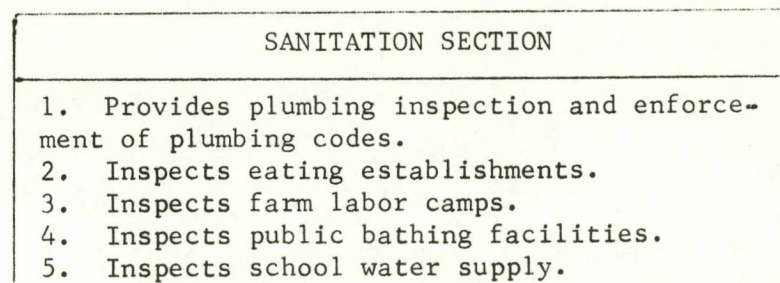 SANITATION SECTION
1. Provides plumbing inspection and enforce-
ment of plumbing codes.
2. Inspects eating establishments.
3. Inspects farm labor camps.
4. Inspects public bathing facilities.
5. Inspects school water supply.